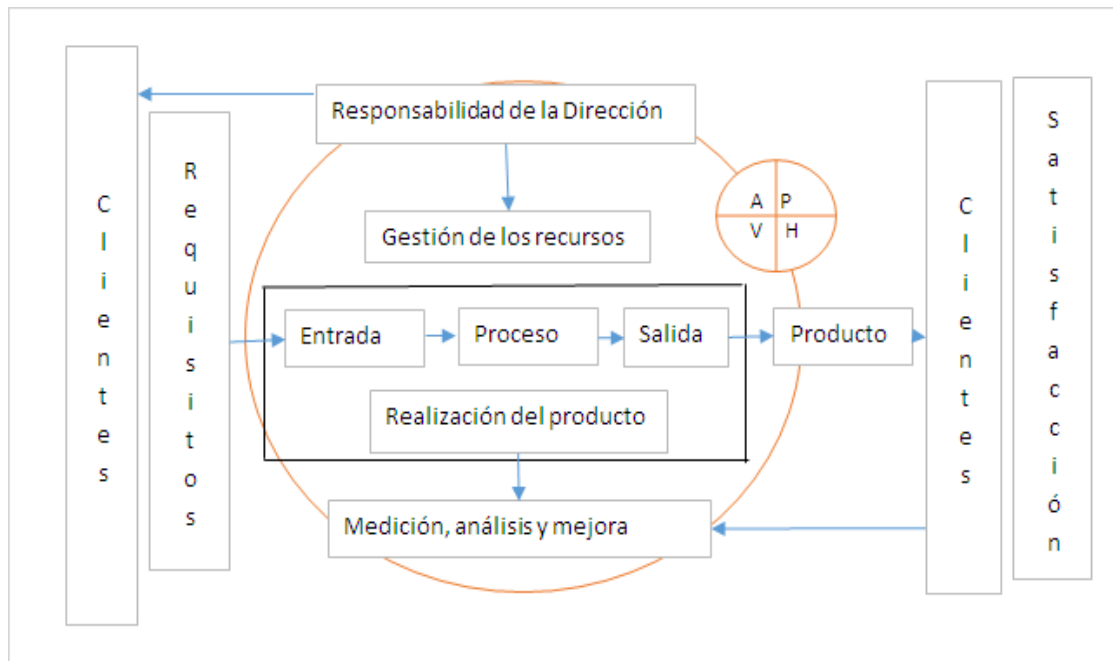 Clientes
Requisitos
Responsabilidad de la Dirección
Gestión de los recursos
A P
V H
Entrada
Proceso
Salida
Producto
Realización del producto
Medición, análisis y mejora
Clientes
Satisfacción